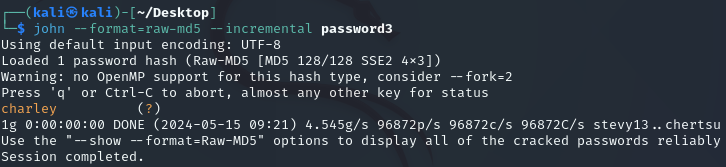 ┌──(kali㉿kali)-[~/Desktop]
└─$ john --format=raw-md5 --incremental password3
Using default input encoding: UTF-8
Loaded 1 password hash (Raw-MD5 [MD5 128/128 SSE2 4x3])
Warning: no OpenMP support for this hash type, consider --fork=2
Press 'q' or Ctrl-C to abort, almost any other key for status
charley          (?)
1g 0:00:00:00 DONE (2024-05-15 09:21) 4.545g/s 96872p/s 96872c/s 96872C/s stevy13..chertsu
Use the "--show --format=Raw-MD5" options to display all of the cracked passwords reliably
Session completed.